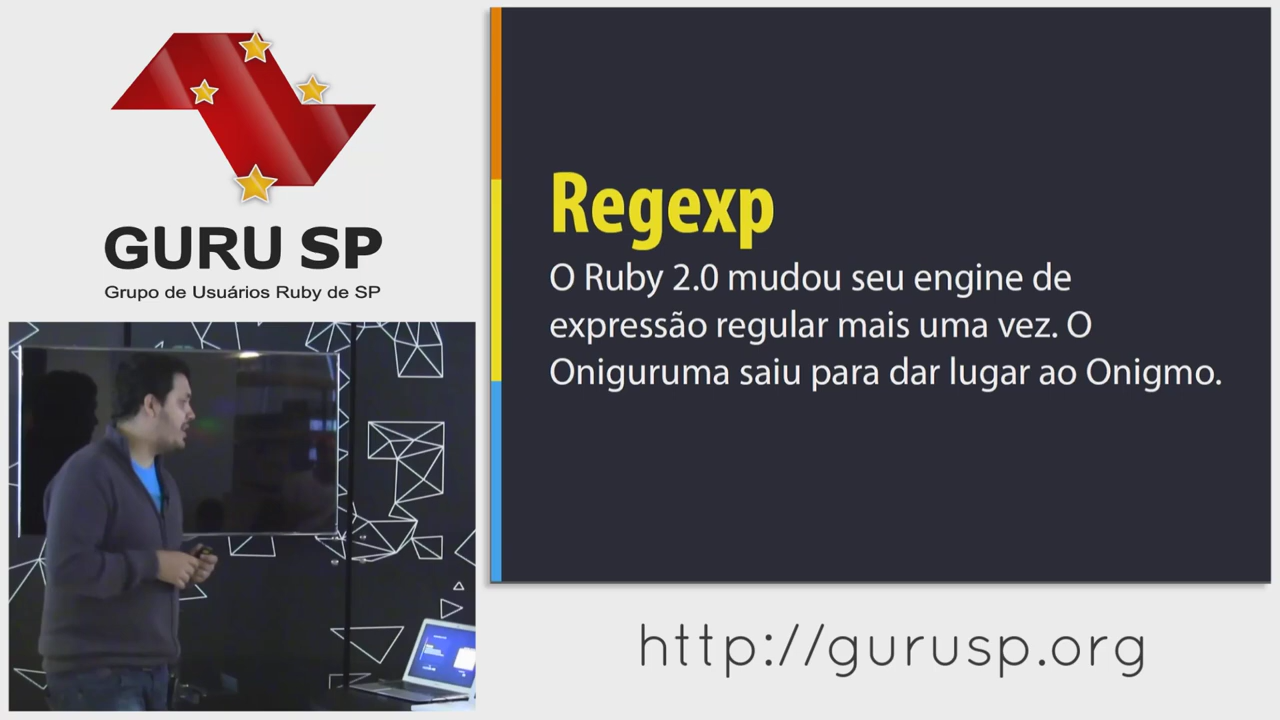 GURU SP
Grupo de Usuários Ruby de SP
Regexp
O Ruby 2.0 mudou seu engine de
expressão regular mais uma vez. O
Oniguruma saiu para dar lugar ao Onigmo.
http://gurusp.org